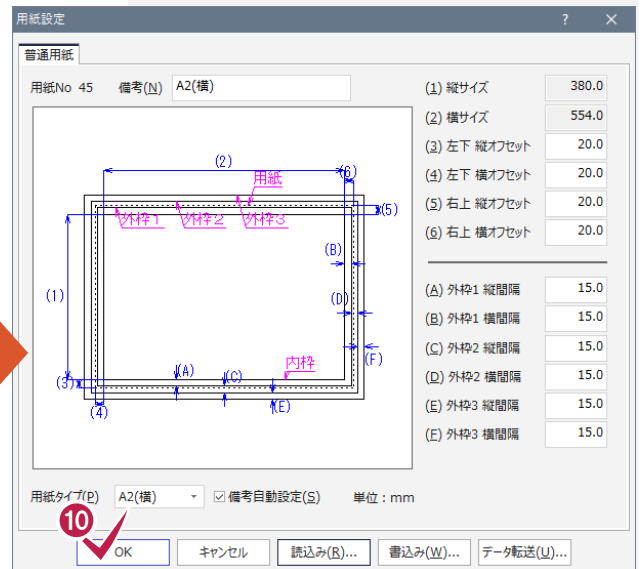 用紙設定 ? ×
普通用紙
用紙No 45 備考(N) A2(横)
(1) 縦サイズ 380.0
(2) 横サイズ 554.0
(3) 左下 縦オフセット 20.0
(4) 左下 横オフセット 20.0
(5) 右上 縦オフセット 20.0
(6) 右上 横オフセット 20.0
(A) 外枠1 縦間隔 15.0
(B) 外枠1 横間隔 15.0
(C) 外枠2 縦間隔 15.0
(D) 外枠2 横間隔 15.0
(E) 外枠3 縦間隔 15.0
(F) 外枠3 横間隔 15.0
(2)
(6)
用紙
(5)
外枠1 外枠2 外枠3
(B)
(1)
(D)
内枠
(F)
(A)
(C)
(3)
(4)
(E)
用紙タイプ(P) A2(横) 備考自動設定(S) 単位:mm
10
OK キャンセル 読込み(R)... 書込み(W)... データ転送(U)...